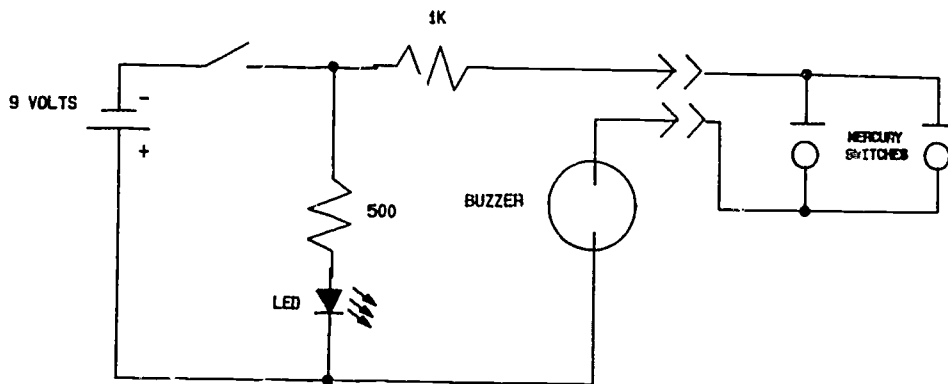 1K
9 VOLTS
-
+
500
LED
BUZZER
MERCURY
SWITCHES